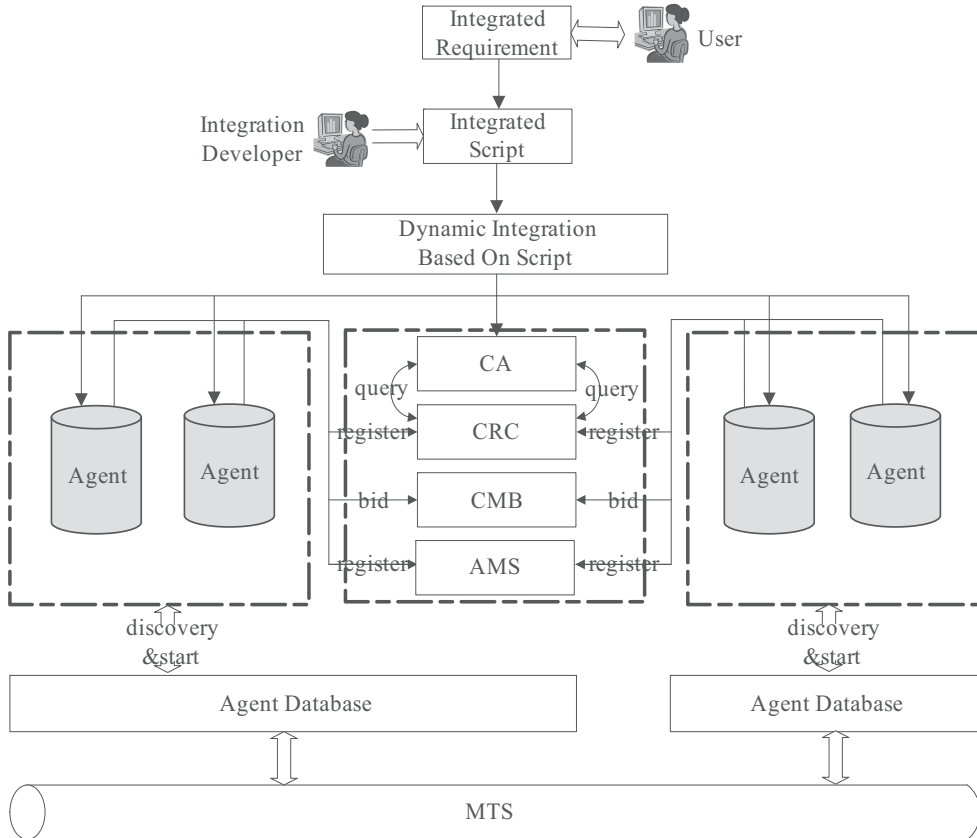 Integrated
Requirement
User
Integration
Developer
Integrated
Script
Dynamic Integration
Based On Script
CA
query
query
register
CRC
register
Agent
Agent
Agent
Agent
bid
CMB
bid
register
AMS
register
discovery
&start
discovery
&start
Agent Database
Agent Database
MTS